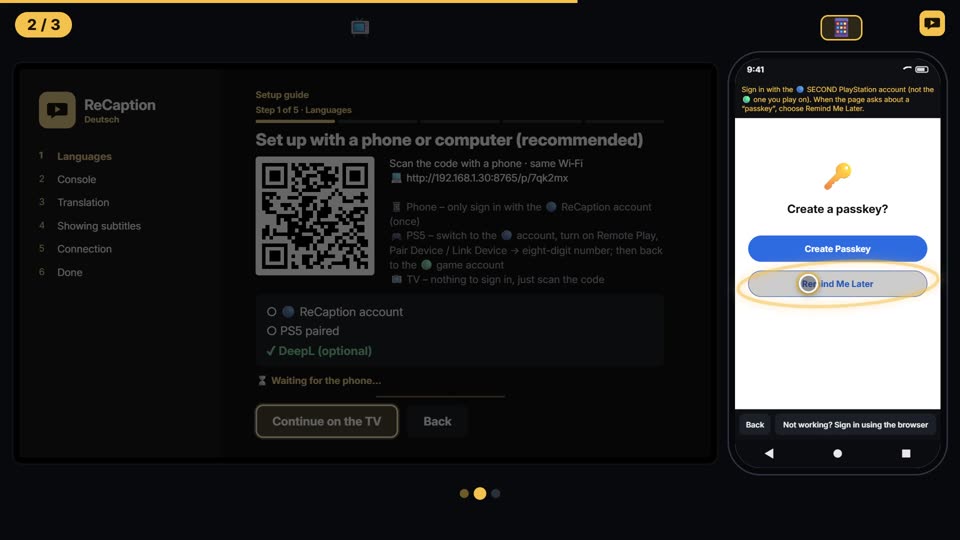 2 / 3
ReCaption
Deutsch
1 Languages
2 Console
3 Translation
4 Showing subtitles
5 Connection
6 Done
Setup guide
Step 1 of 5 · Languages
Set up with a phone or computer (recommended)
Scan the code with a phone · same Wi-Fi
http://192.168.1.30:8765/p/7qk2mx
Phone – only sign in with the ReCaption account
(once)
PS5 – switch to the account, turn on Remote Play,
Pair Device / Link Device → eight-digit number; then back
to the game account
TV – nothing to sign in, just scan the code
ReCaption account
PS5 paired
✓ DeepL (optional)
Waiting for the phone...
Continue on the TV
Back
9:41
Sign in with the SECOND PlayStation account (not the
one you play on). When the page asks about a
"passkey", choose Remind Me Later.
Create a passkey?
Create Passkey
Remind Me Later
Back
Not working? Sign in using the browser